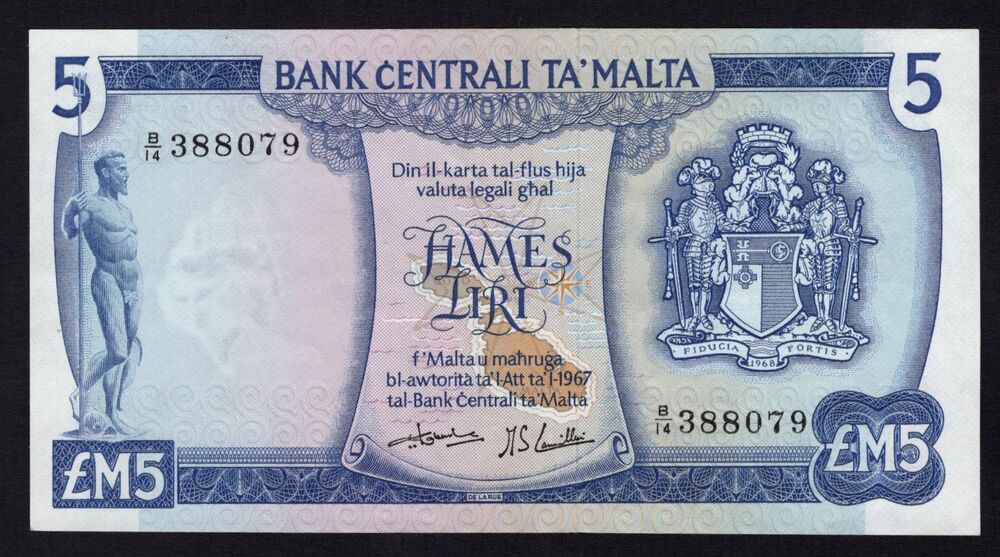 5
BANK ĊENTRALI TA' MALTA
5
B/14 388079
Din il-karta tal-flus hija
valuta legali għal
ĦAMES
LIRI
f'Malta u maħruġa
bl-awtorità ta' l-Att ta' l-1967
tal-Bank Ċentrali ta' Malta
FIDUCIA FORTIS
1968
B/14 388079
£M5
DE LA RUE
£M5